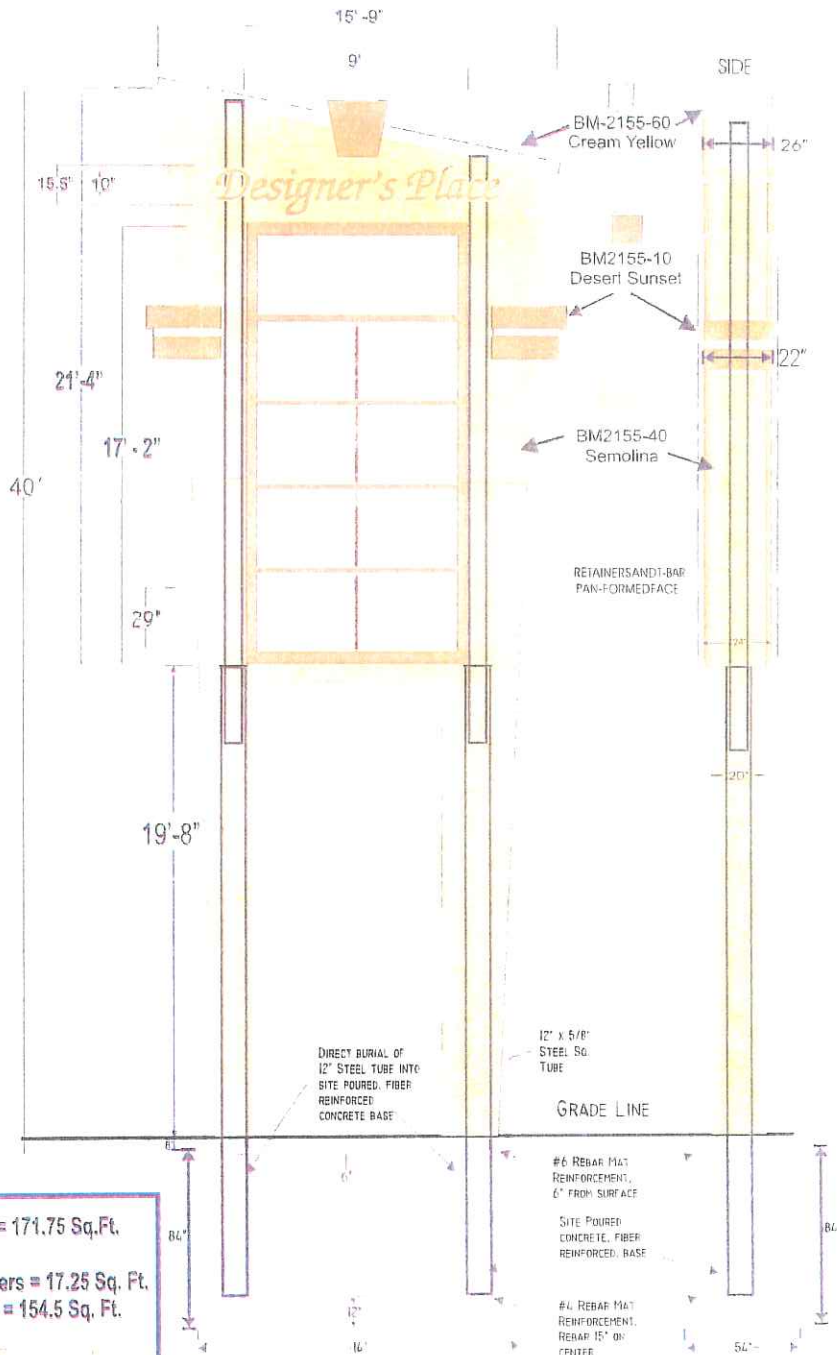 15'-9"
9'
SIDE
BM-2155-60
Cream Yellow
26"
15.5" 10"
Designer's Place
BM2155-10
Desert Sunset
22"
21'-4"
17'-2"
BM2155-40
Semolina
40'
RETAINERSANDT-BAR
PAN-FORMEDFACE
29"
24"
20"
19'-8"
DIRECT BURIAL OF
12" STEEL TUBE INTO
SITE POURED, FIBER
REINFORCED
CONCRETE BASE
12" X 5/8"
STEEL SQ.
TUBE
GRADE LINE
6"
#6 REBAR MAT
REINFORCEMENT,
6" FROM SURFACE
SITE POURED
CONCRETE, FIBER
REINFORCED, BASE
84"
84
= 171.75 Sq.Ft.
ers = 17.25 Sq. Ft.
= 154.5 Sq. Ft.
12"
#4 REBAR MAT
REINFORCEMENT.
REBAR 15" ON
CENTER
16'
54"